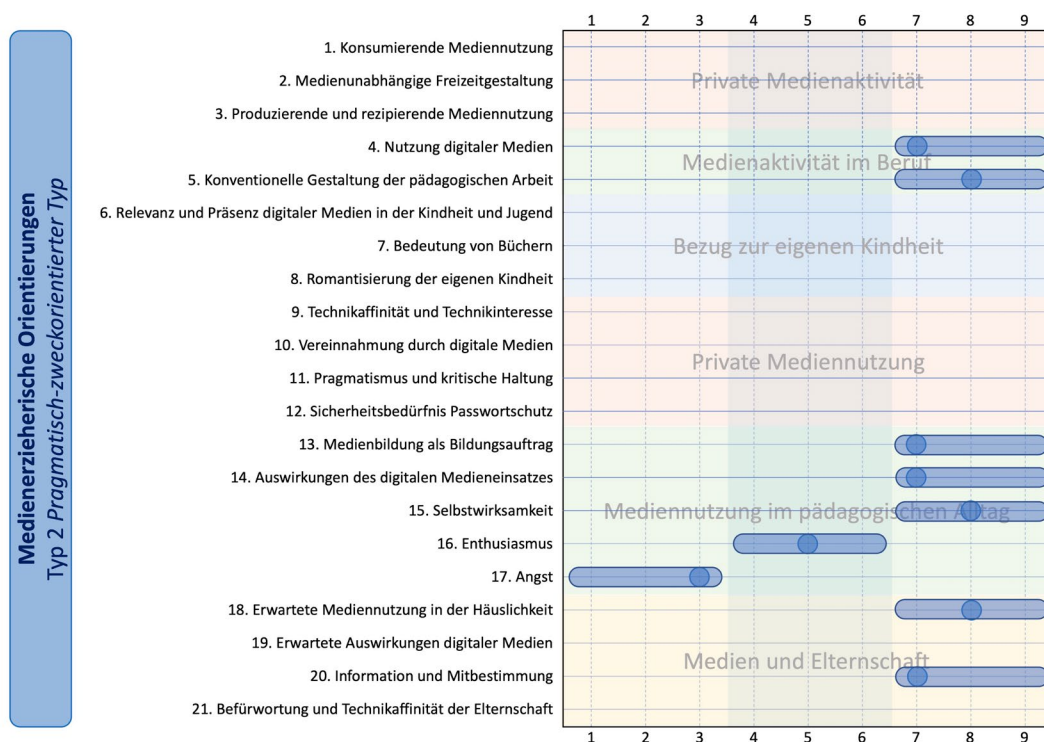 Medienerzieherische Orientierungen
Typ 2 Pragmatisch-zweckorientierter Typ
1 2 3 4 5 6 7 8 9
1. Konsumierende Mediennutzung
2. Medienunabhängige Freizeitgestaltung
Private Medienaktivität
3. Produzierende und rezipierende Mediennutzung
4. Nutzung digitaler Medien
Medienaktivität im Beruf
5. Konventionelle Gestaltung der pädagogischen Arbeit
6. Relevanz und Präsenz digitaler Medien in der Kindheit und Jugend
7. Bedeutung von Büchern
Bezug zur eigenen Kindheit
8. Romantisierung der eigenen Kindheit
9. Technikaffinität und Technikinteresse
10. Vereinnahmung durch digitale Medien
Private Mediennutzung
11. Pragmatismus und kritische Haltung
12. Sicherheitsbedürfnis Passwortschutz
13. Medienbildung als Bildungsauftrag
14. Auswirkungen des digitalen Medieneinsatzes
15. Selbstwirksamkeit
Mediennutzung im pädagogischen Alltag
16. Enthusiasmus
17. Angst
18. Erwartete Mediennutzung in der Häuslichkeit
19. Erwartete Auswirkungen digitaler Medien
Medien und Elternschaft
20. Information und Mitbestimmung
21. Befürwortung und Technikaffinität der Elternschaft
1 2 3 4 5 6 7 8 9